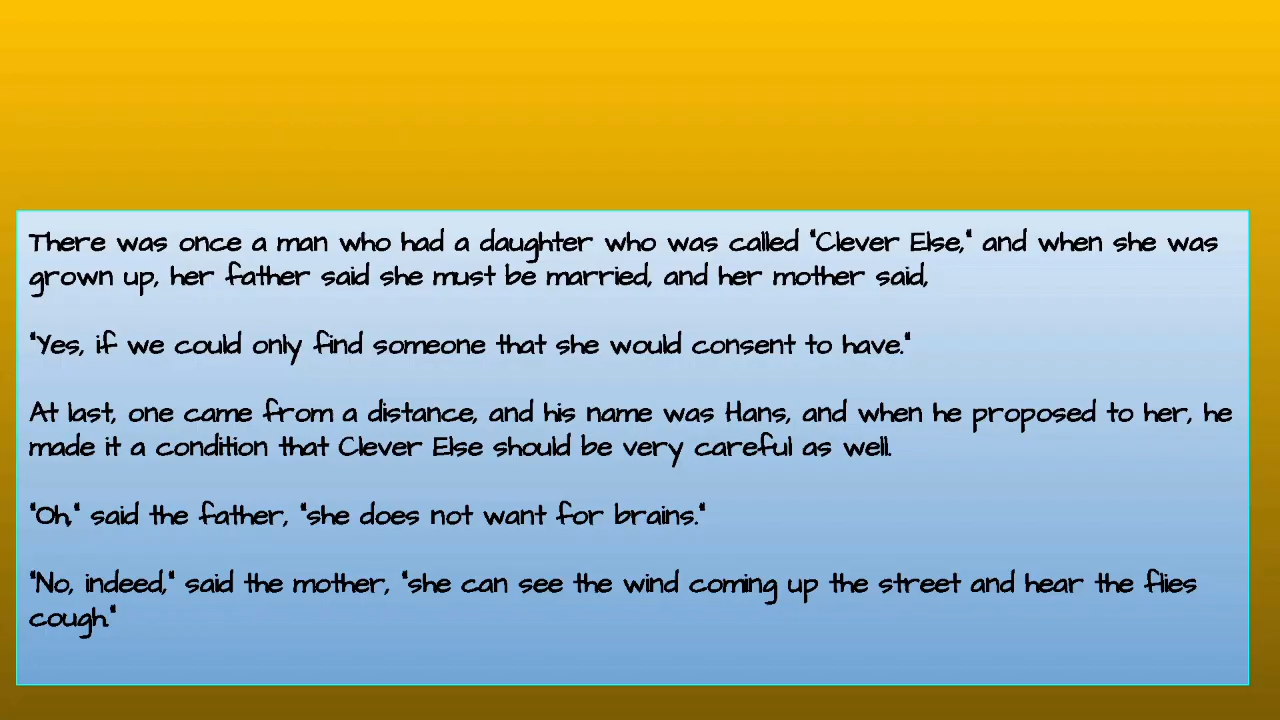 There was once a man who had a daughter who was called "Clever Else," and when she was
grown up, her father said she must be married, and her mother said,
"Yes, if we could only find someone that she would consent to have."
At last, one came from a distance, and his name was Hans, and when he proposed to her, he
made it a condition that Clever Else should be very careful as well.
"Oh," said the father, "she does not want for brains."
"No, indeed," said the mother, "she can see the wind coming up the street and hear the flies
cough."